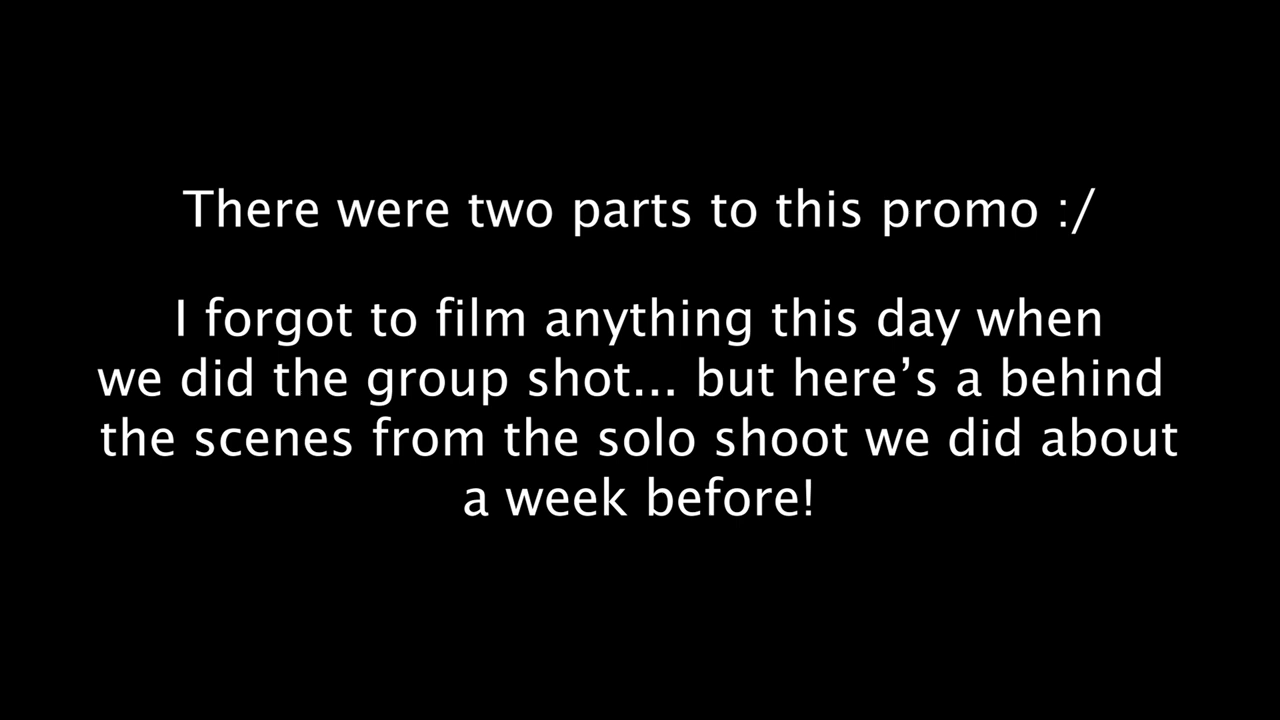 There were two parts to this promo :/
I forgot to film anything this day when
we did the group shot... but here’s a behind
the scenes from the solo shoot we did about
a week before!